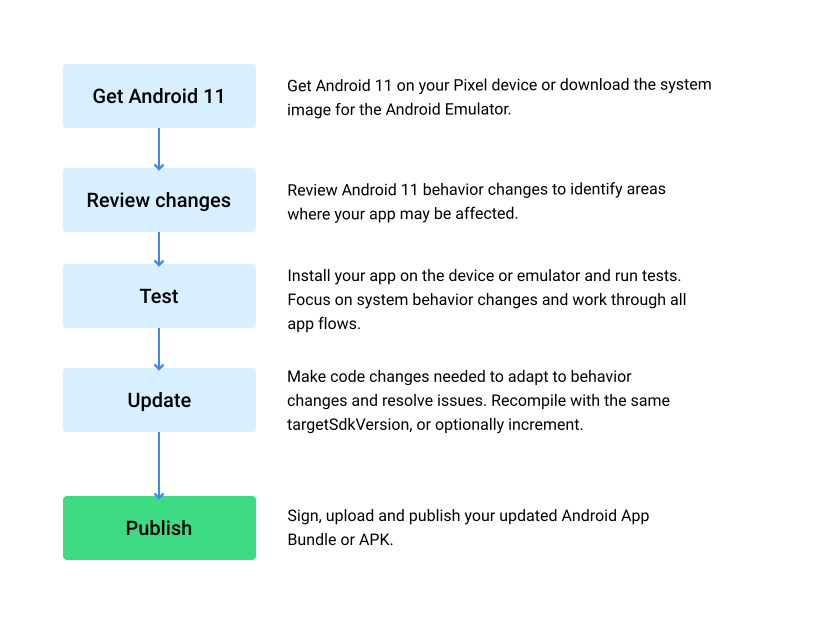 Get Android 11
Get Android 11 on your Pixel device or download the system
image for the Android Emulator.
Review changes
Review Android 11 behavior changes to identify areas
where your app may be affected.
Test
Install your app on the device or emulator and run tests.
Focus on system behavior changes and work through all
app flows.
Update
Make code changes needed to adapt to behavior
changes and resolve issues. Recompile with the same
targetSdkVersion, or optionally increment.
Publish
Sign, upload and publish your updated Android App
Bundle or APK.